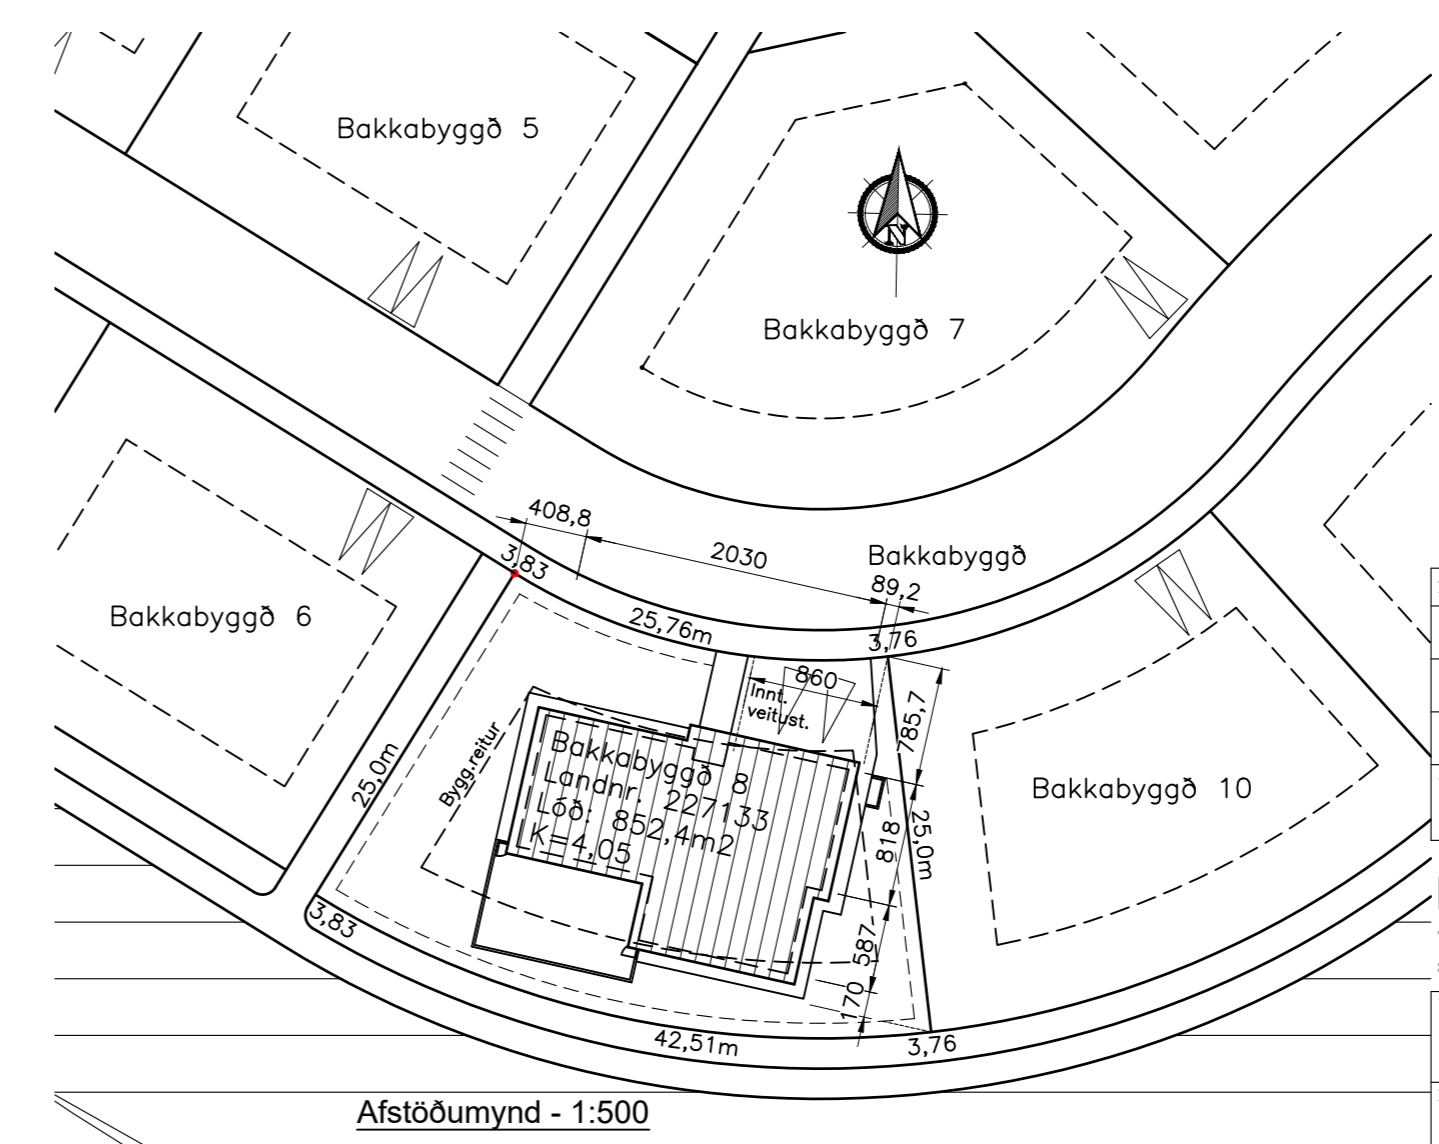 Bakkabyggð 5
N
Bakkabyggð 7
408,8
2030
Bakkabyggð
89,2
3,83
25,76m
3,76
Bakkabyggð 6
860
Innt.
veitust.
785,7
Bygg.reitur
25,0m
Bakkabyggð 8
Landnr. 227133
Lóð: 852,4m2
K=4,05
Bakkabyggð 10
818
25,0m
3,83
587
170
42,51m
3,76
Afstöðumynd - 1:500